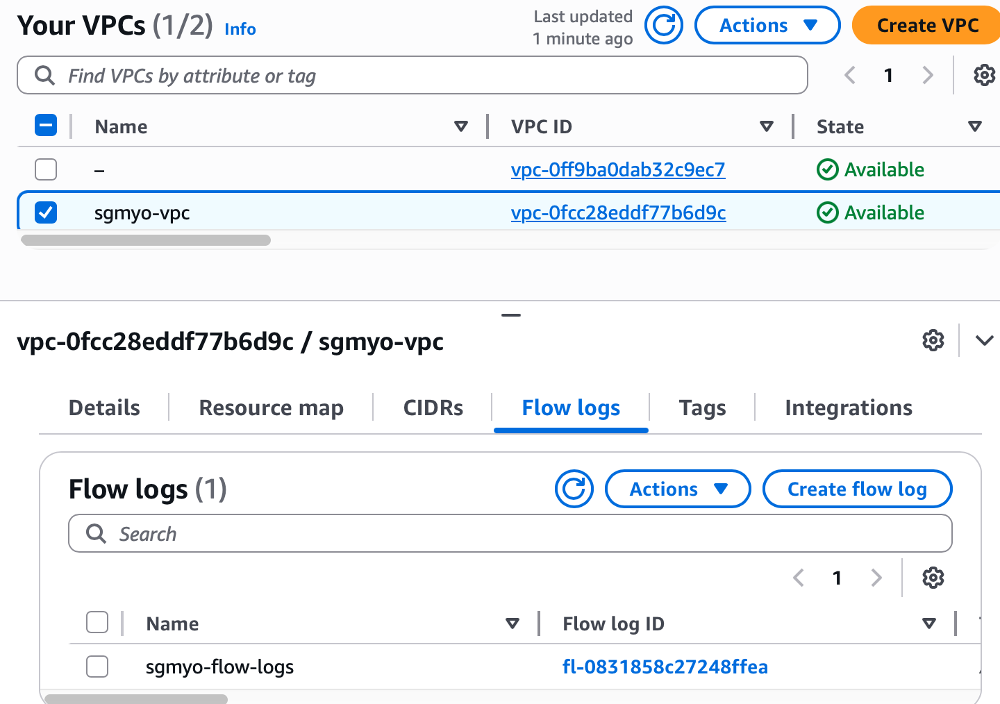 Your VPCs (1/2) Info
Last updated
1 minute ago
Actions
Create VPC
Find VPCs by attribute or tag
1
Name VPC ID State
– vpc-0ff9ba0dab32c9ec7 Available
sgmyo-vpc vpc-0fcc28eddf77b6d9c Available
vpc-0fcc28eddf77b6d9c / sgmyo-vpc
Details Resource map CIDRs Flow logs Tags Integrations
Flow logs (1) Actions Create flow log
Search
1
Name Flow log ID
sgmyo-flow-logs fl-0831858c27248ffea